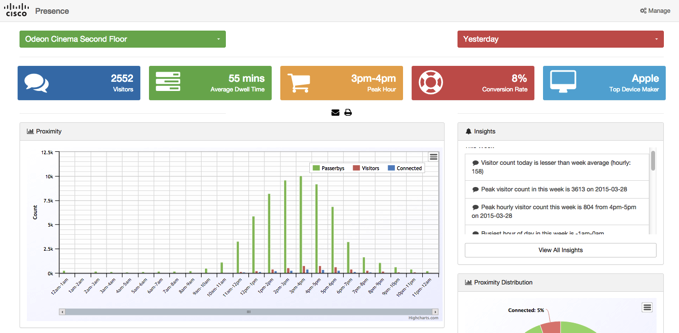 CISCO
Presence
Manage
Odeon Cinema Second Floor
Yesterday
2552
Visitors
55 mins
Average Dwell Time
3pm-4pm
Peak Hour
8%
Conversion Rate
Apple
Top Device Maker
Proximity
12.5k
10k
7.5k
5k
2.5k
0k
Count
Passerbys
Visitors
Connected
12am-1am
1am-2am
2am-3am
3am-4am
4am-5am
5am-6am
6am-7am
7am-8am
8am-9am
9am-10am
10am-11am
11am-12pm
12pm-1pm
1pm-2pm
2pm-3pm
3pm-4pm
4pm-5pm
5pm-6pm
6pm-7pm
7pm-8pm
8pm-9pm
9pm-10pm
10pm-11pm
11pm-12am
Highcharts.com
Insights
Visitor count today is lesser than week average (hourly:
158)
Peak visitor count in this week is 3613 on 2015-03-28
Peak hourly visitor count this week is 804 from 4pm-5pm
on 2015-03-28
Busiest hour of day in this week is
View All Insights
Proximity Distribution
Connected: 5%